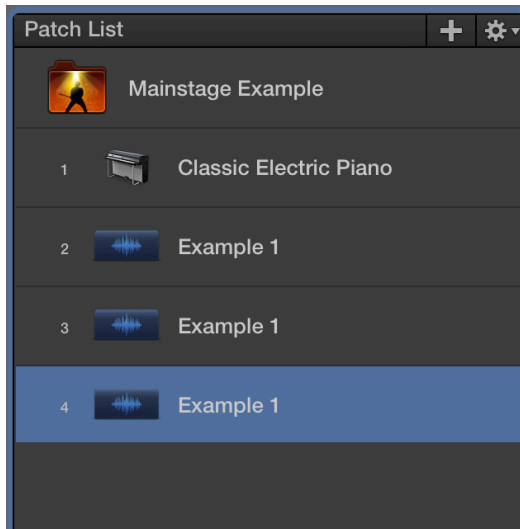 Patch List
Mainstage Example
1 Classic Electric Piano
2 Example 1
3 Example 1
4 Example 1